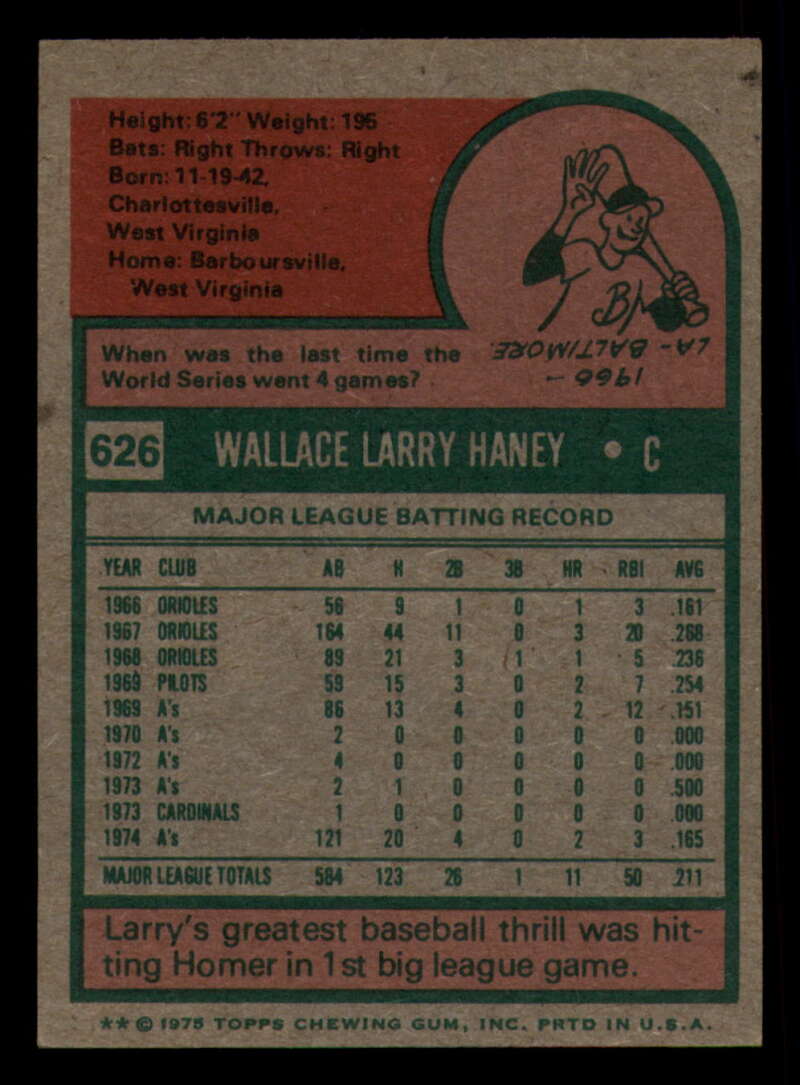 Height: 6'2" Weight: 195
Bats: Right Throws: Right
Born: 11-19-42,
Charlottesville,
West Virginia
Home: Barboursville,
West Virginia
B
When was the last time the
World Series went 4 games?
1966 -
LA - BALTIMORE.
626 WALLACE LARRY HANEY • C
MAJOR LEAGUE BATTING RECORD
YEAR CLUB AB H 2B 3B HR RBI AVG
1966 ORIOLES 56 9 1 0 1 3 .161
1967 ORIOLES 164 44 11 0 3 20 .268
1968 ORIOLES 89 21 3 1 1 5 .236
1969 PILOTS 59 15 3 0 2 7 .254
1969 A's 86 13 4 0 2 12 .151
1970 A's 2 0 0 0 0 0 .000
1972 A's 4 0 0 0 0 0 .000
1973 A's 2 1 0 0 0 0 .500
1973 CARDINALS 1 0 0 0 0 0 .000
1974 A's 121 20 4 0 2 3 .165
MAJOR LEAGUE TOTALS 584 123 26 1 11 50 .211
Larry's greatest baseball thrill was hit-
ting Homer in 1st big league game.
** © 1975 TOPPS CHEWING GUM, INC. PRTD IN U.S.A.